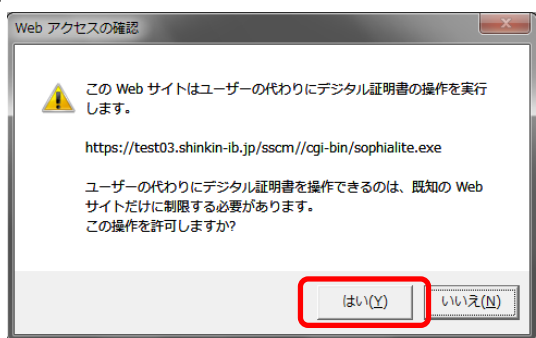 Web アクセスの確認
この Web サイトはユーザーの代わりにデジタル証明書の操作を実行
します。
https://test03.shinkin-ib.jp/sscm//cgi-bin/sophialite.exe
ユーザーの代わりにデジタル証明書を操作できるのは、既知の Web
サイトだけに制限する必要があります。
この操作を許可しますか?
はい(Y) いいえ(N)